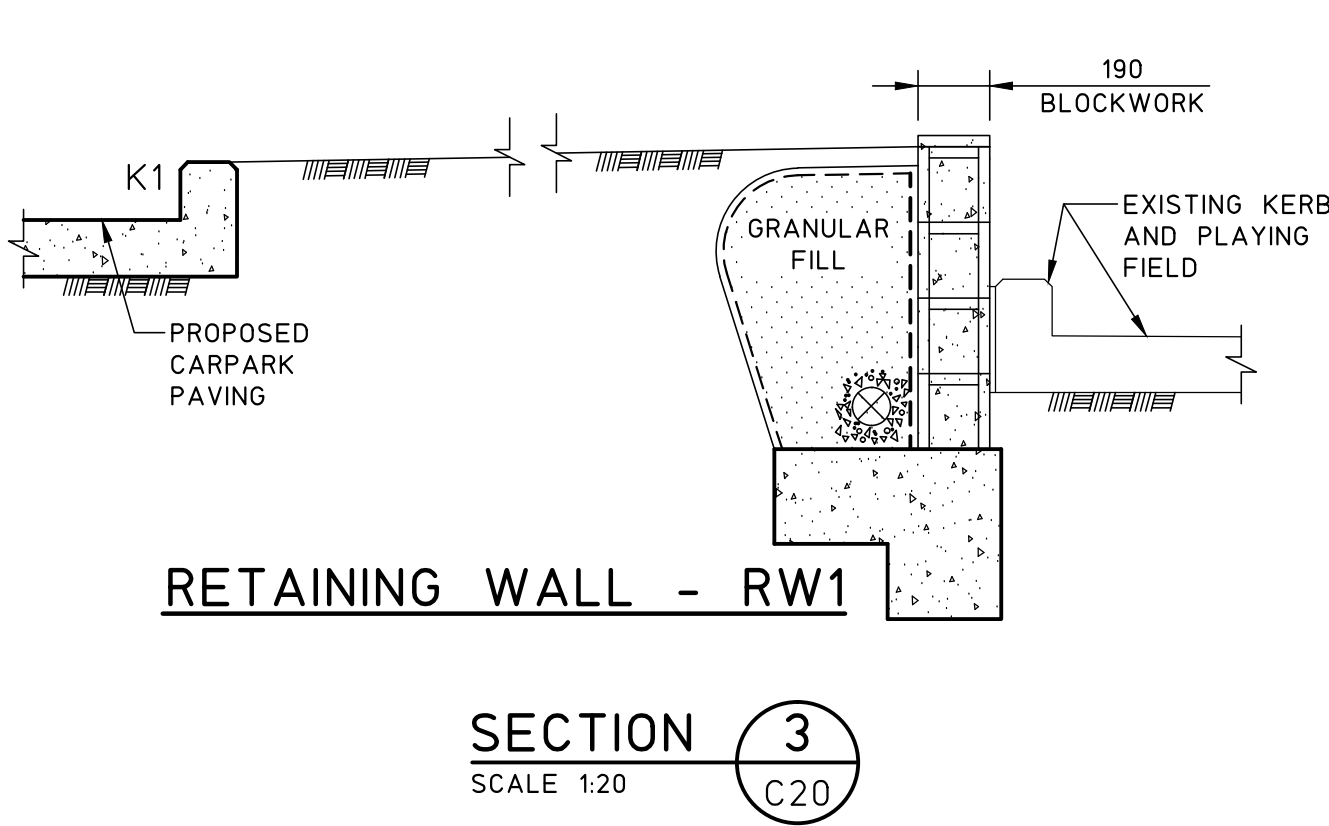 190
BLOCKWORK
K1
EXISTING KERB
AND PLAYING
FIELD
GRANULAR
FILL
PROPOSED
CARPARK
PAVING
RETAINING WALL - RW1
SECTION 3
SCALE 1:20 C20